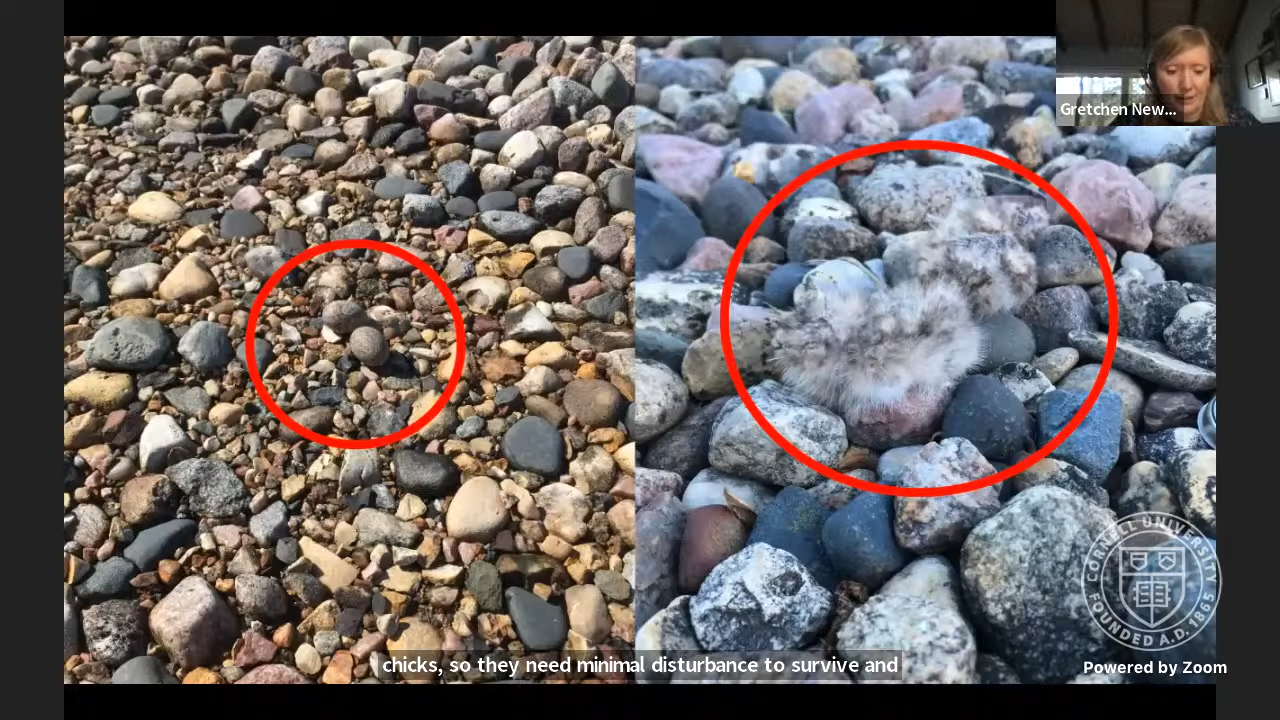 Gretchen New...
chicks, so they need minimal disturbance to survive and
CORNELL UNIVERSITY
FOUNDED A.D. 1865
Powered by Zoom